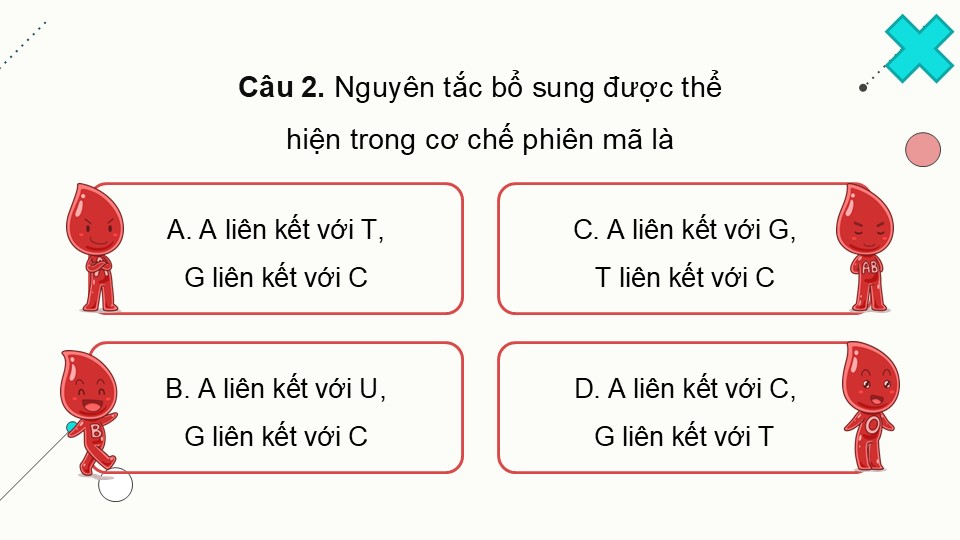 Câu 2. Nguyên tắc bổ sung được thể
hiện trong cơ chế phiên mã là
A. A liên kết với T,
G liên kết với C
C. A liên kết với G,
T liên kết với C
B. A liên kết với U,
G liên kết với C
D. A liên kết với C,
G liên kết với T
A
AB
B
O